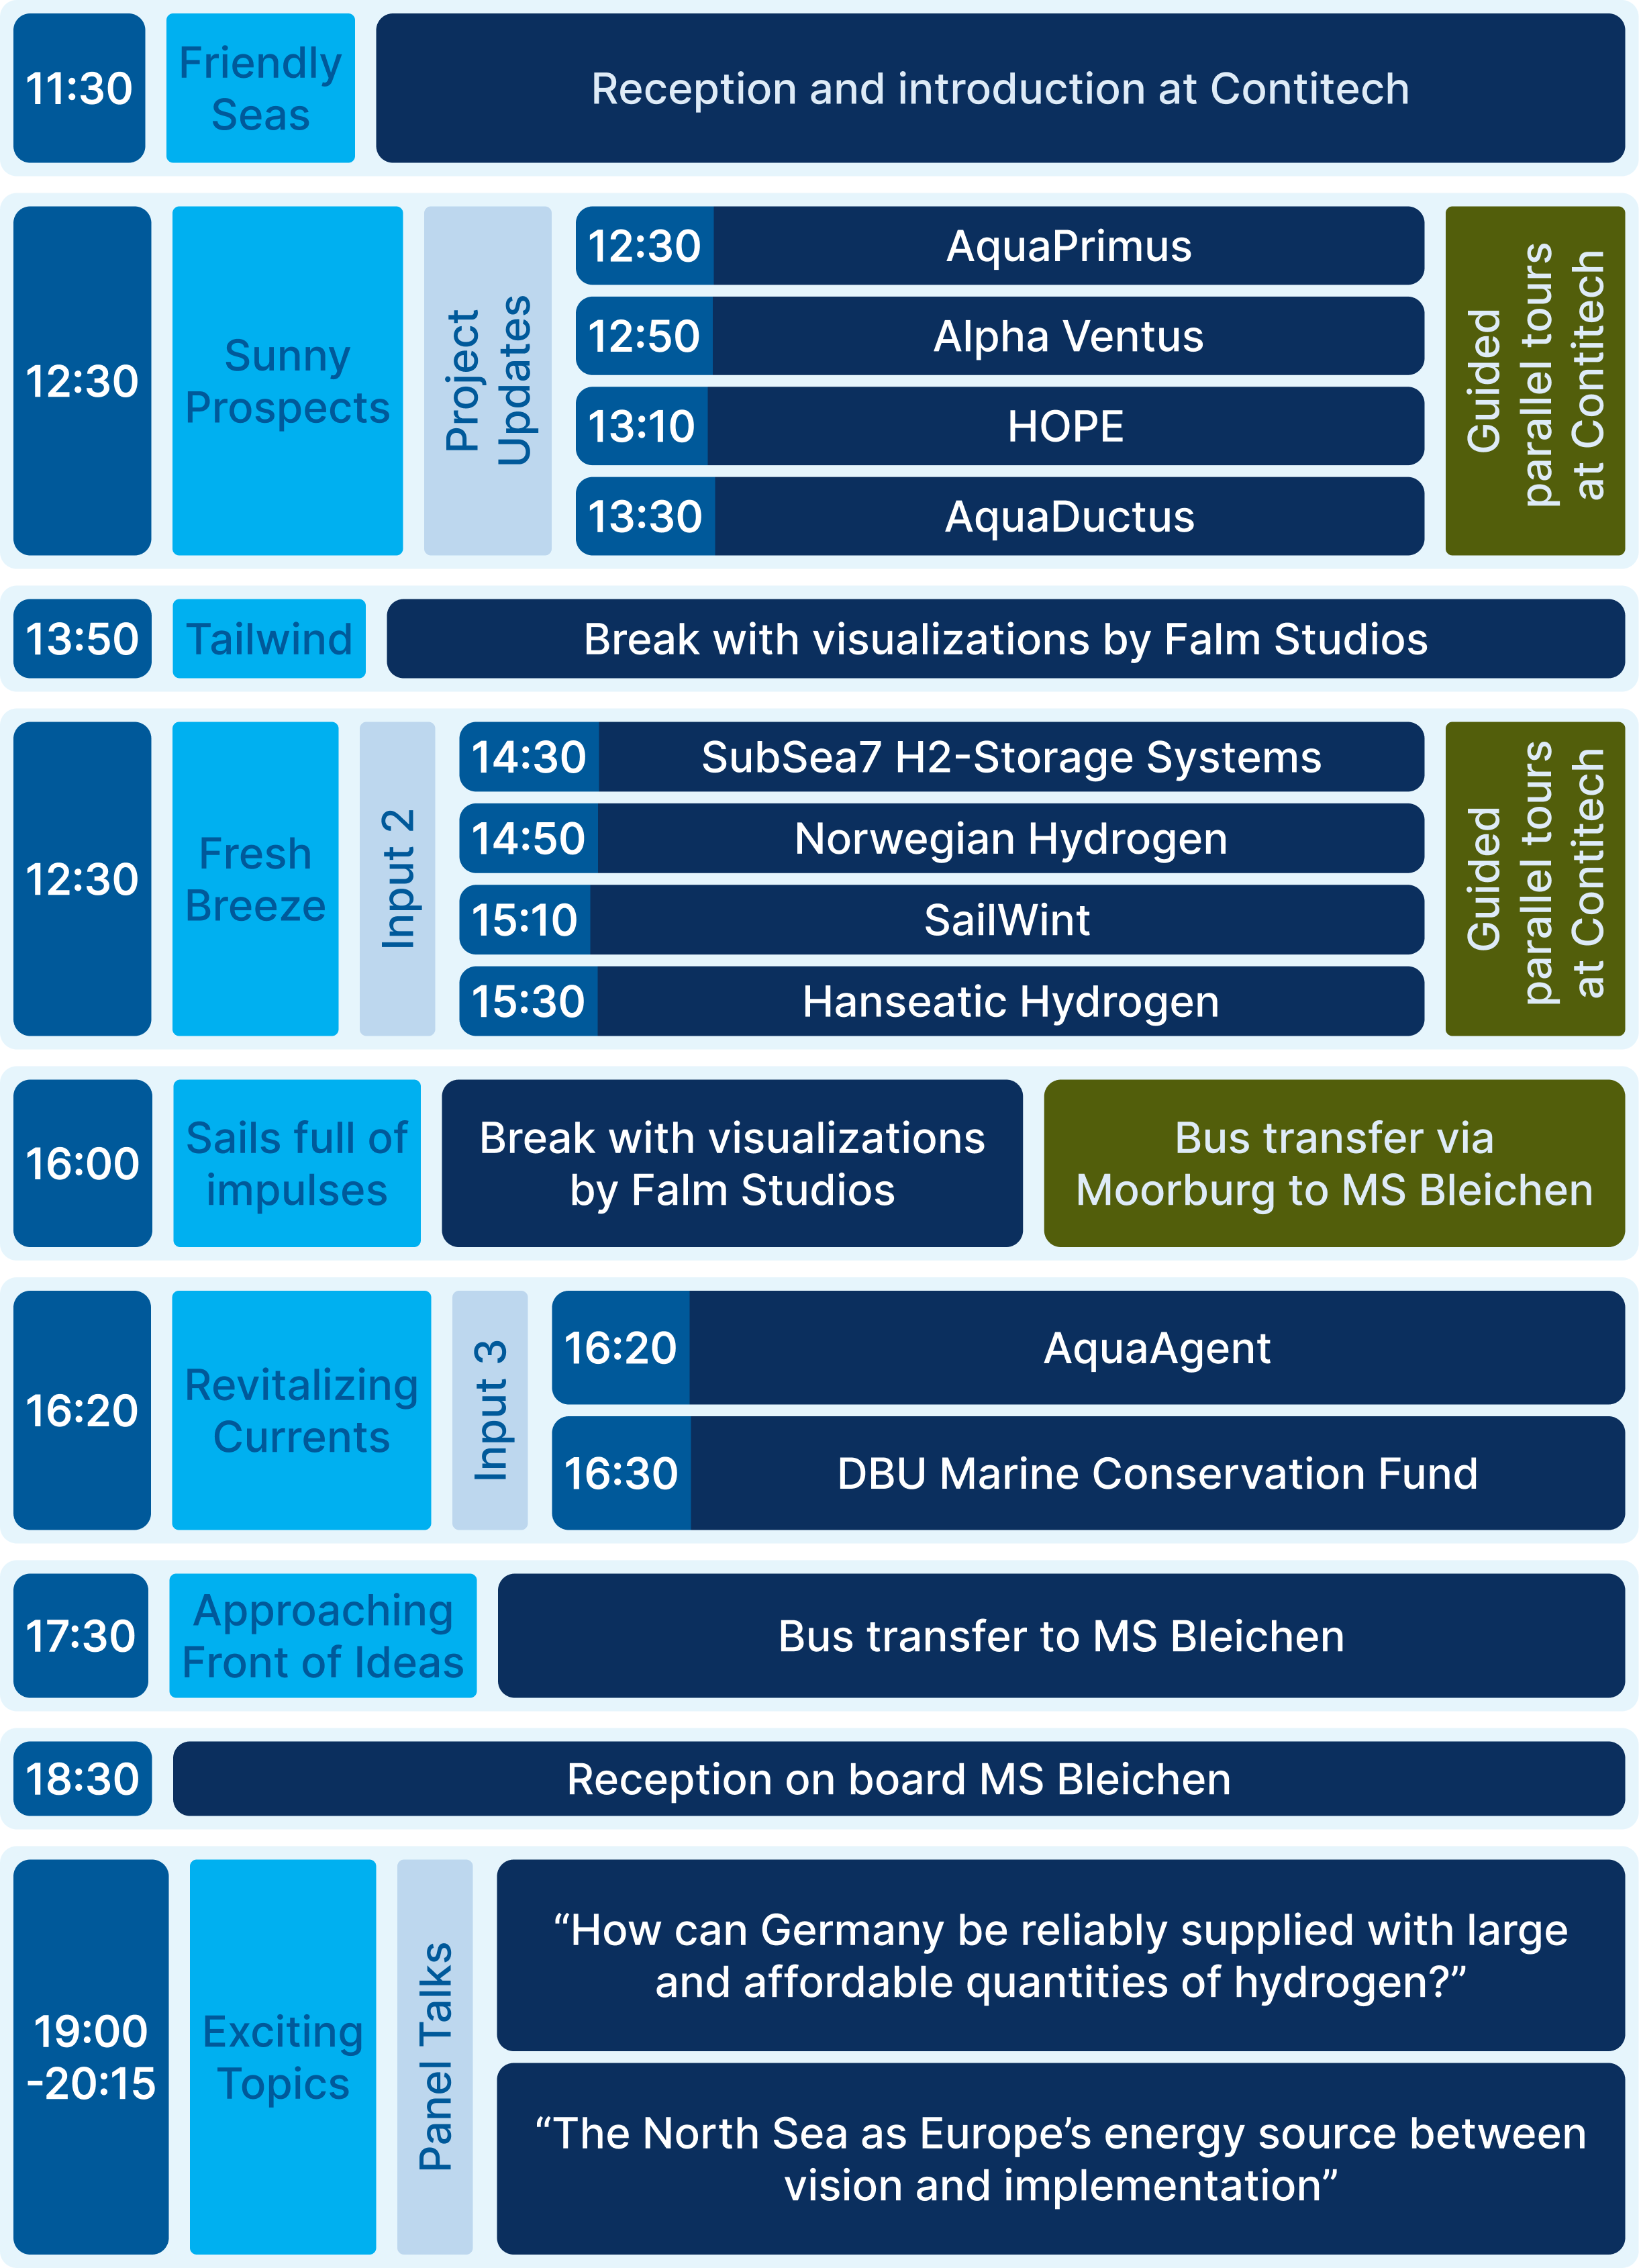 11:30
Friendly
Seas
Reception and introduction at Contitech
12:30
Sunny
Prospects
Project
Updates
12:30
AquaPrimus
12:50
Alpha Ventus
13:10
HOPE
13:30
AquaDuctus
Guided
parallel tours
at Contitech
13:50
Tailwind
Break with visualizations by Falm Studios
12:30
Fresh
Breeze
Input 2
14:30
SubSea7 H2-Storage Systems
14:50
Norwegian Hydrogen
15:10
SailWint
15:30
Hanseatic Hydrogen
Guided
parallel tours
at Contitech
16:00
Sails full of
impulses
Break with visualizations
by Falm Studios
Bus transfer via
Moorburg to MS Bleichen
16:20
Revitalizing
Currents
Input 3
16:20
AquaAgent
16:30
DBU Marine Conservation Fund
17:30
Approaching
Front of Ideas
Bus transfer to MS Bleichen
18:30
Reception on board MS Bleichen
19:00
-20:15
Exciting
Topics
Panel Talks
“How can Germany be reliably supplied with large
and affordable quantities of hydrogen?”
“The North Sea as Europe’s energy source between
vision and implementation”